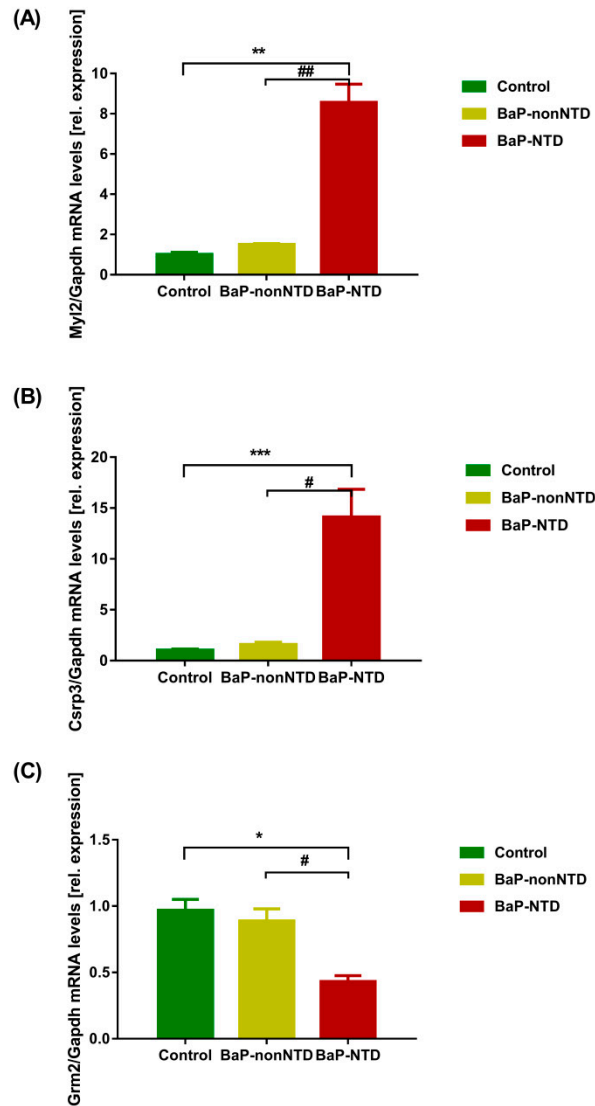 (A)
Myl2/Gapdh mRNA levels [rel. expression]
10
8
6
4
2
0
**
##
Control
BaP-nonNTD
BaP-NTD
Control BaP-nonNTD BaP-NTD
(B)
Csrp3/Gapdh mRNA levels [rel. expression]
20
15
10
5
0
***
#
Control
BaP-nonNTD
BaP-NTD
Control BaP-nonNTD BaP-NTD
(C)
Grm2/Gapdh mRNA levels [rel. expression]
1.5
1.0
0.5
0.0
*
#
Control
BaP-nonNTD
BaP-NTD
Control BaP-nonNTD BaP-NTD